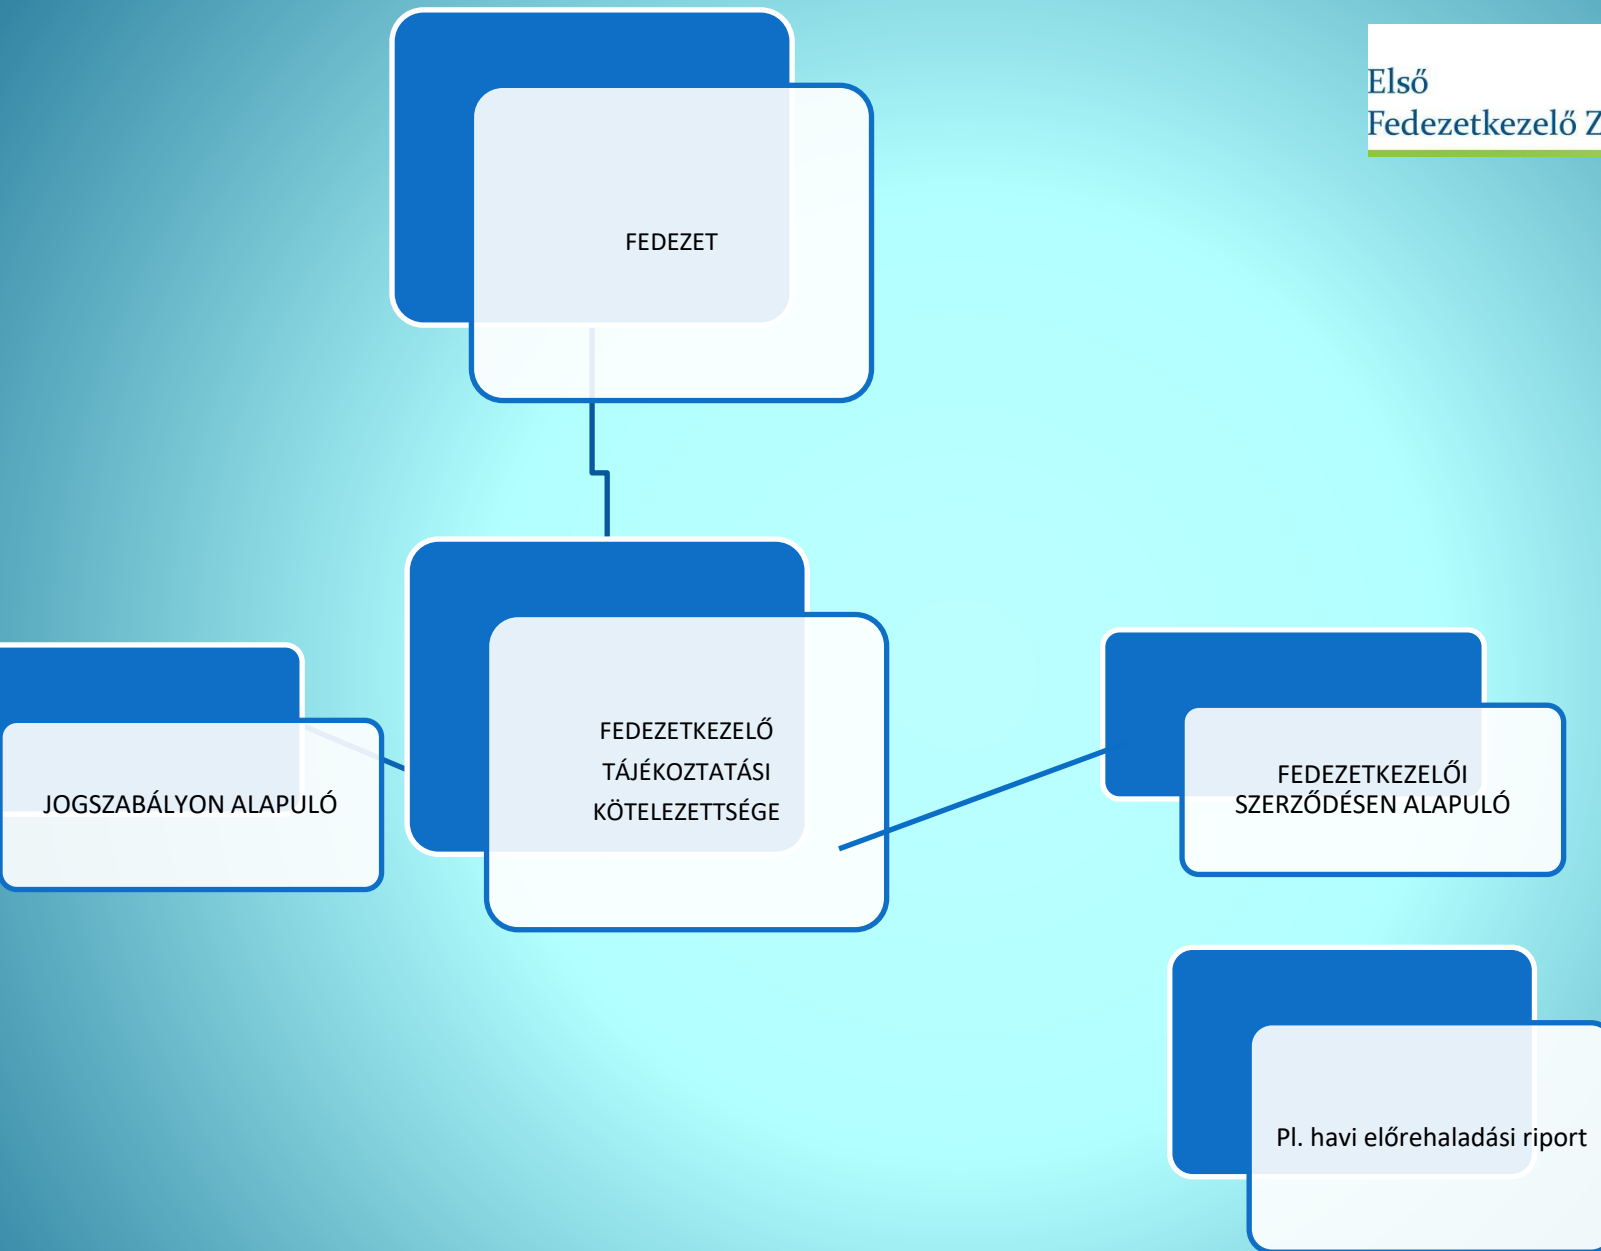 Első
Fedezetkezelő Z
FEDEZET
FEDEZETKEZELŐ
TÁJÉKOZTATÁSI
KÖTELEZETTSÉGE
JOGSZABÁLYON ALAPULÓ
FEDEZETKEZELŐI
SZERZŐDÉSEN ALAPULÓ
Pl. havi előrehaladási riport